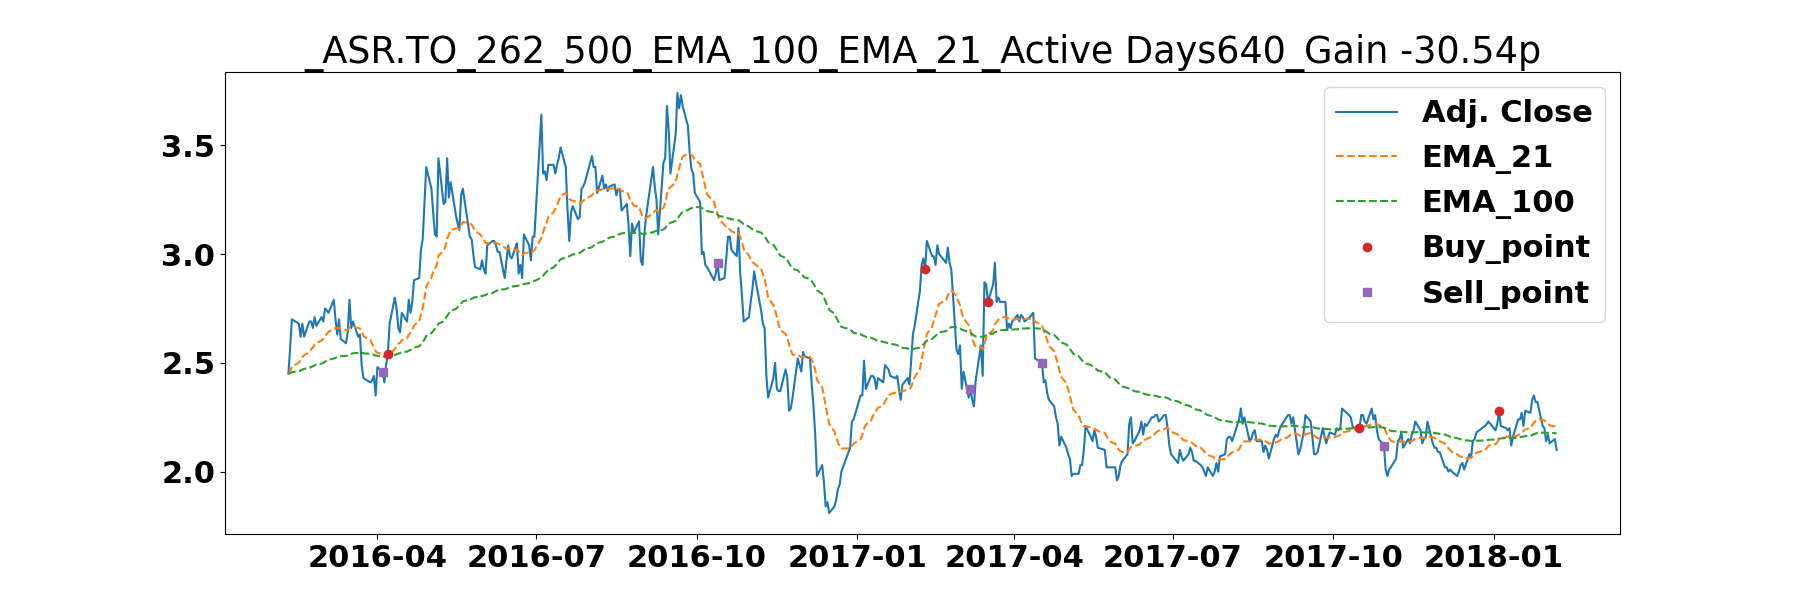 _ASR.TO_262_500_EMA_100_EMA_21_Active Days640_Gain -30.54p
Adj. Close
EMA_21
EMA_100
Buy_point
Sell_point
3.5
3.0
2.5
2.0
2016-04 2016-07 2016-10 2017-01 2017-04 2017-07 2017-10 2018-01